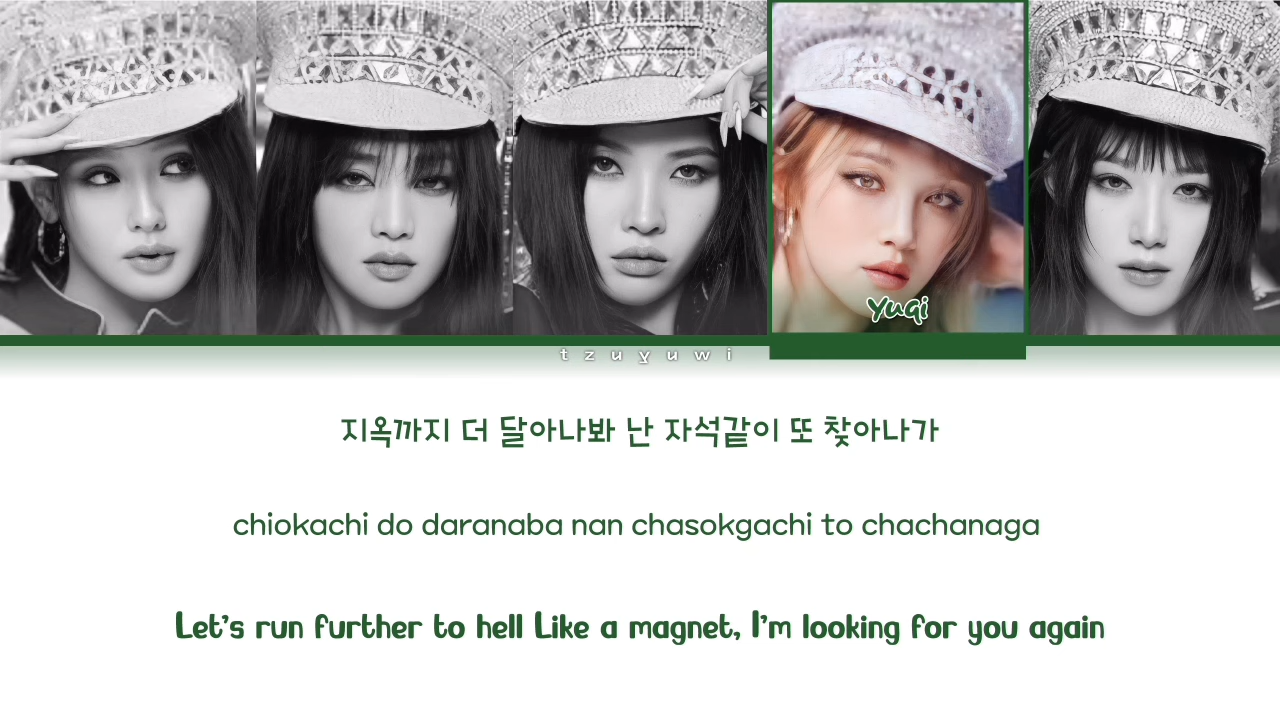 Yuqi
tzuyuwi
지옥까지 더 달아나봐 난 자석같이 또 찾아나가
chiokachi do daranaba nan chasokgachi to chachanaga
Let's run further to hell Like a magnet, I'm looking for you again